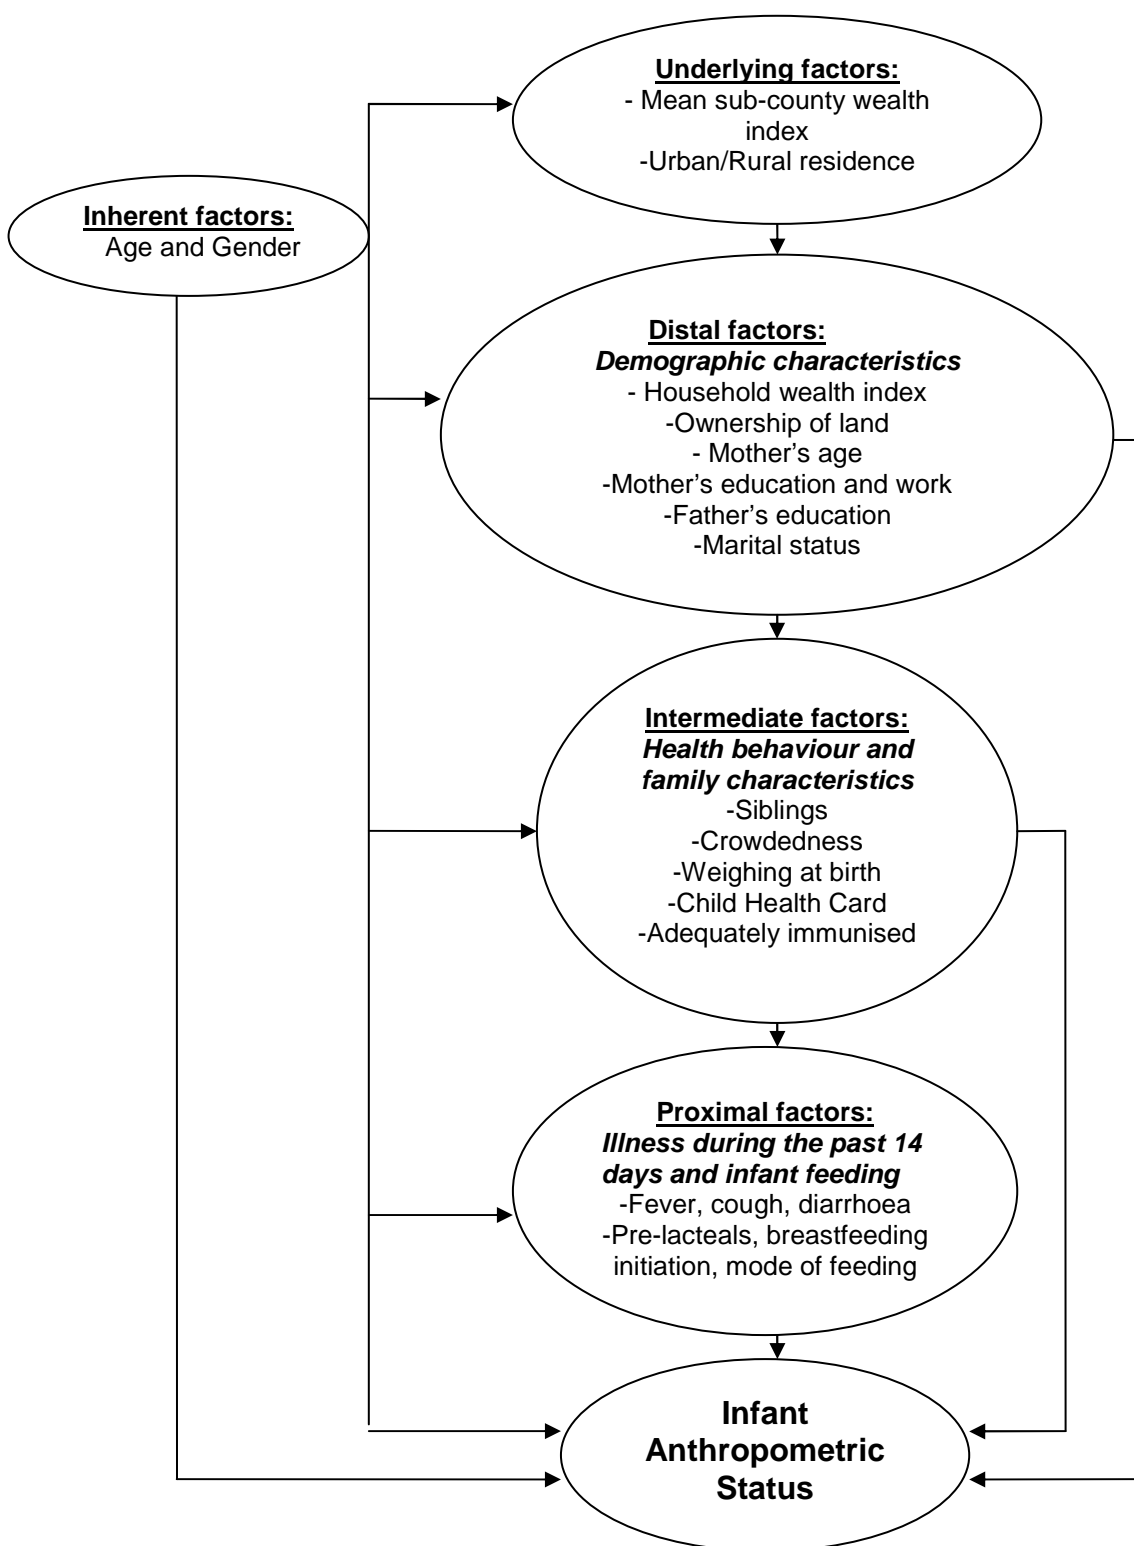 Underlying factors:
- Mean sub-county wealth
index
-Urban/Rural residence
Inherent factors:
Age and Gender
Distal factors:
Demographic characteristics
- Household wealth index
-Ownership of land
- Mother’s age
-Mother’s education and work
-Father’s education
-Marital status
Intermediate factors:
Health behaviour and
family characteristics
-Siblings
-Crowdedness
-Weighing at birth
-Child Health Card
-Adequately immunised
Proximal factors:
Illness during the past 14
days and infant feeding
-Fever, cough, diarrhoea
-Pre-lacteals, breastfeeding
initiation, mode of feeding
Infant
Anthropometric
Status